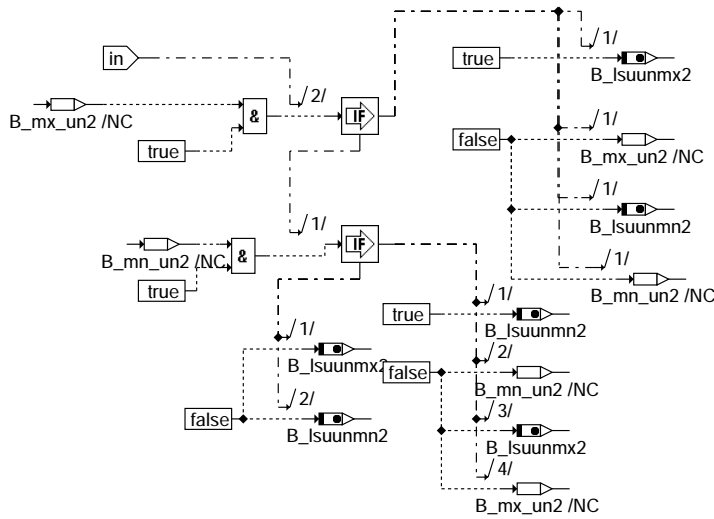 1/
in
true
B_lsuunmx2
2/
IF
B_mx_un2 /NC
&
true
1/
false
B_mx_un2 /NC
1/
1/
B_lsuunmn2
IF
B_mn_un2 /NC
&
1/
true
B_mn_un2 /NC
1/
true
1/
B_lsuunmn2
B_lsuunmx2
2/
false
B_mn_un2 /NC
2/
3/
false
B_lsuunmn2
B_lsuunmx2
4/
B_mx_un2 /NC